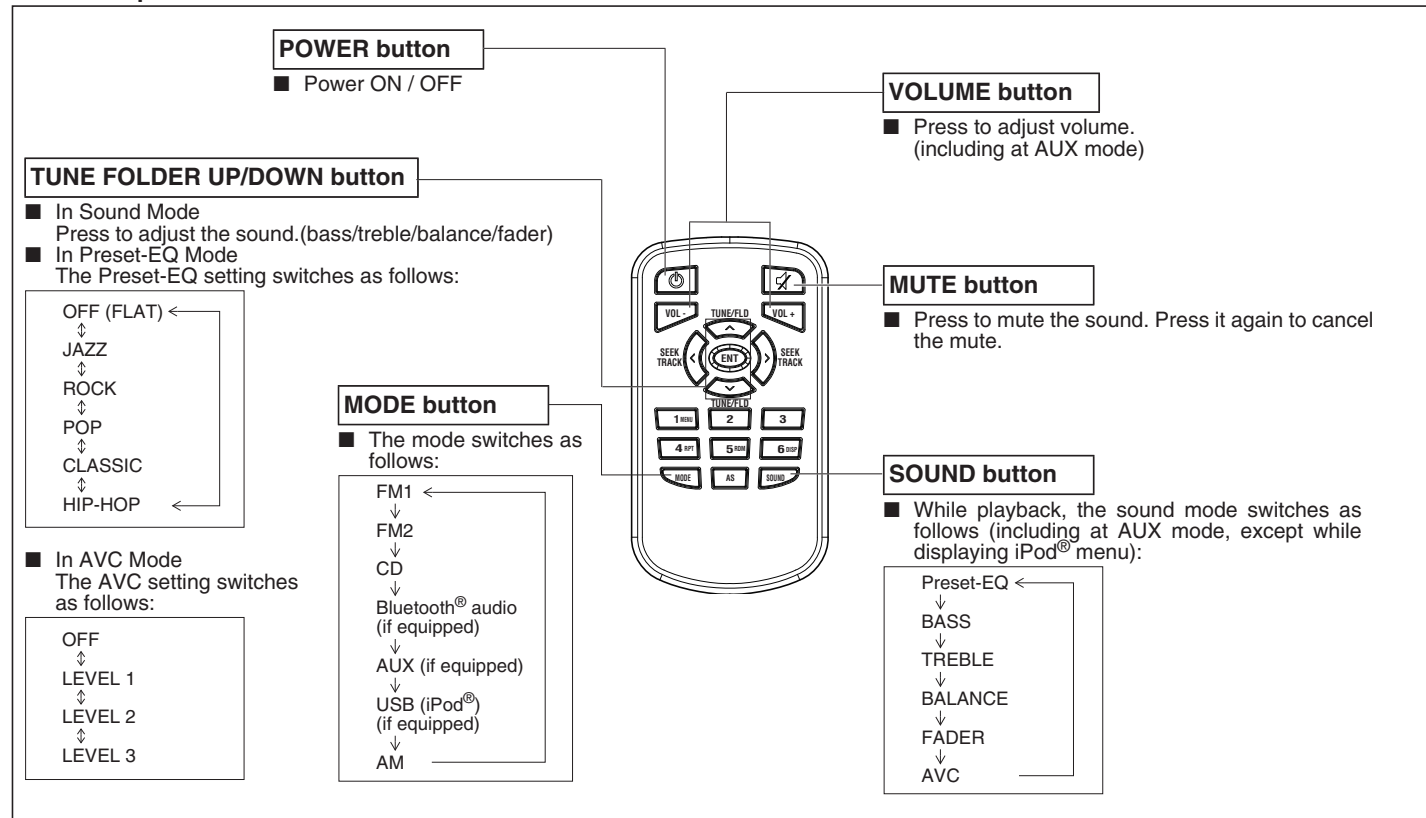 POWER button
■ Power ON / OFF
VOLUME button
■ Press to adjust volume.
(including at AUX mode)
TUNE FOLDER UP/DOWN button
■ In Sound Mode
Press to adjust the sound.(bass/treble/balance/fader)
■ In Preset-EQ Mode
The Preset-EQ setting switches as follows:
OFF (FLAT)
JAZZ
ROCK
POP
CLASSIC
HIP-HOP
■ In AVC Mode
The AVC setting switches
as follows:
OFF
LEVEL 1
LEVEL 2
LEVEL 3
MODE button
■ The mode switches as
follows:
FM1
FM2
CD
Bluetooth® audio
(if equipped)
AUX (if equipped)
USB (iPod®)
(if equipped)
AM
VOL -
TUNE/FLD
VOL +
SEEK
TRACK
ENT
SEEK
TRACK
TUNE/FLD
1 MENU
2
3
4 RPT
5 RDM
6 DISP
MODE
AS
SOUND
MUTE button
■ Press to mute the sound. Press it again to cancel
the mute.
SOUND button
■ While playback, the sound mode switches as
follows (including at AUX mode, except while
displaying iPod® menu):
Preset-EQ
BASS
TREBLE
BALANCE
FADER
AVC